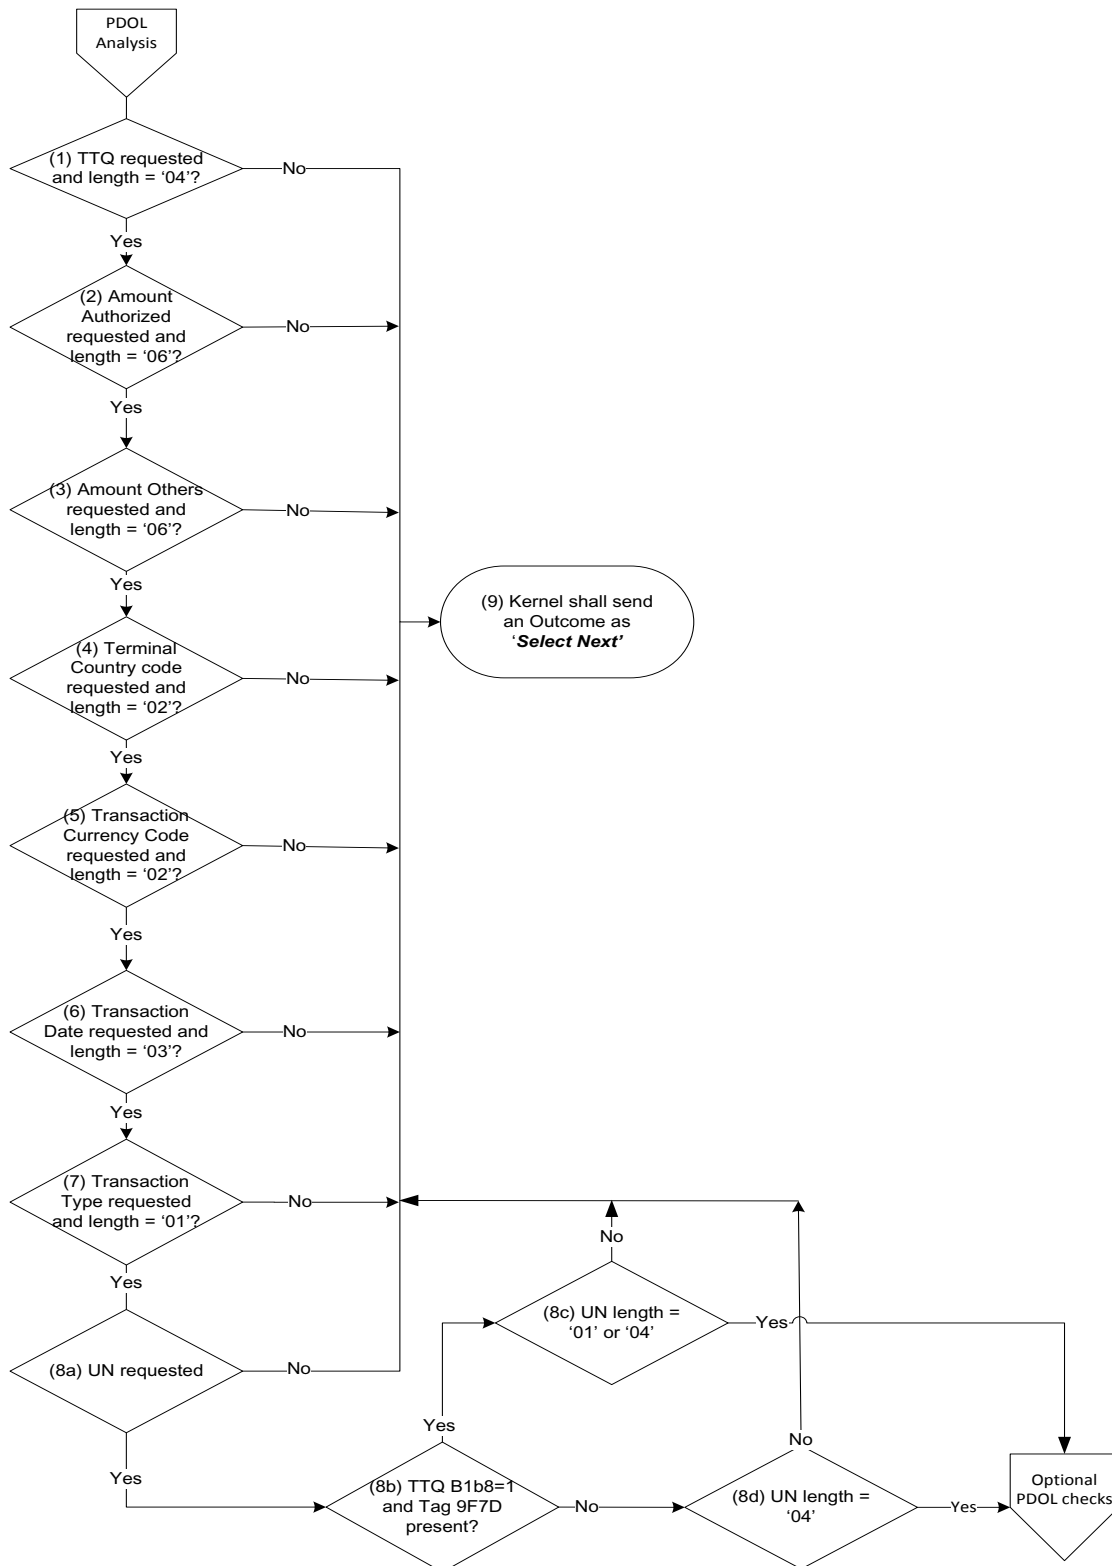 PDOL
Analysis
(1) TTQ requested
and length = ‘04’?
No
Yes
(2) Amount
Authorized
requested and
length = ‘06’?
No
Yes
(3) Amount Others
requested and
length = ‘06’?
No
Yes
(9) Kernel shall send
an Outcome as
‘Select Next’
(4) Terminal
Country code
requested and
length = ‘02’?
No
Yes
(5) Transaction
Currency Code
requested and
length = ‘02’?
No
Yes
(6) Transaction
Date requested and
length = ‘03’?
No
Yes
(7) Transaction
Type requested
and length = ‘01’?
No
Yes
(8a) UN requested
No
Yes
(8b) TTQ B1b8=1
and Tag 9F7D
present?
Yes
No
(8c) UN length =
‘01’ or ‘04’
No
Yes
(8d) UN length =
‘04’
No
Yes
Optional
PDOL checks